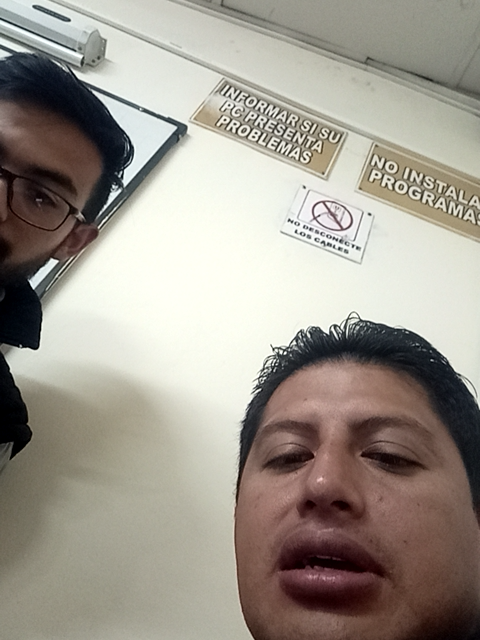 INFORMAR SI SU
PC PRESENTA
PROBLEMAS
NO INSTALA
PROGRAMAS
NO DESCONECTE
LOS CABLES